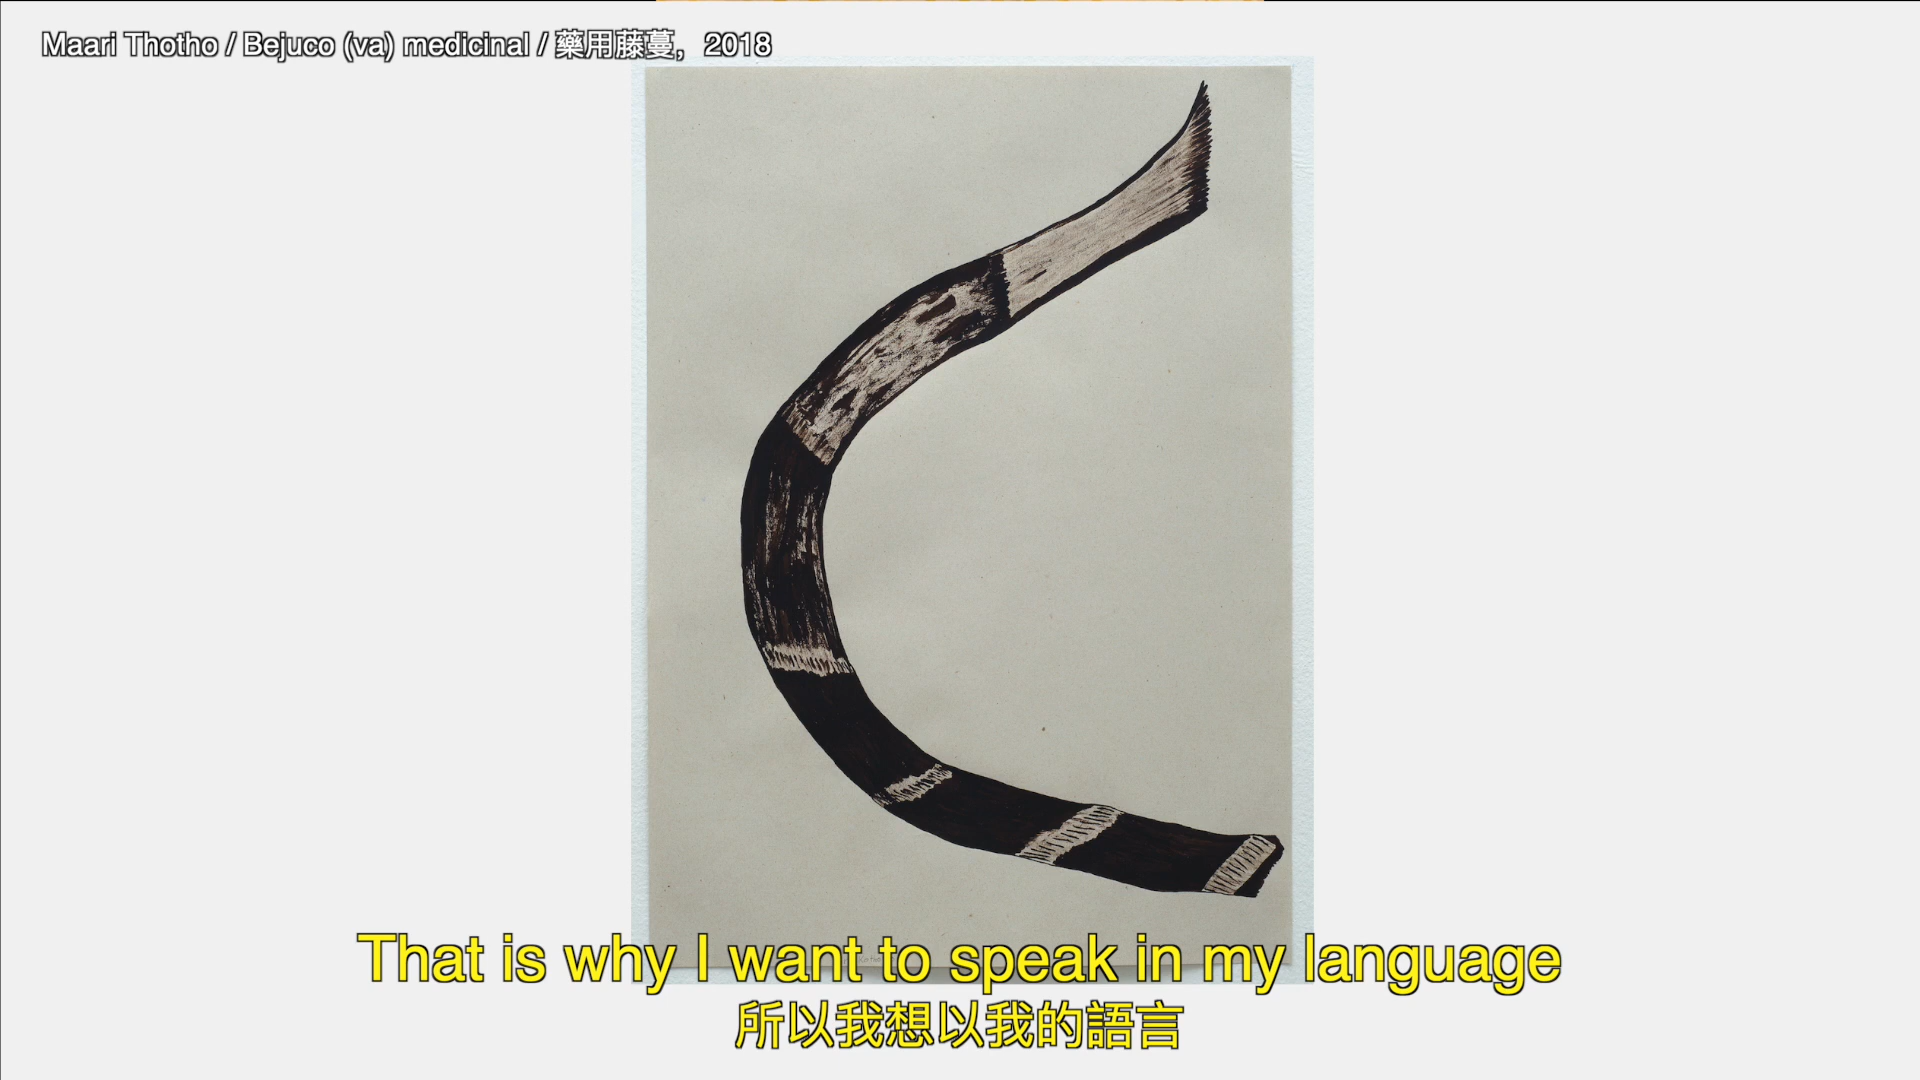 Maari Thotho / Bejuco (va) medicinal / 藥用藤蔓，2018
That is why I want to speak in my language
所以我想以我的語言